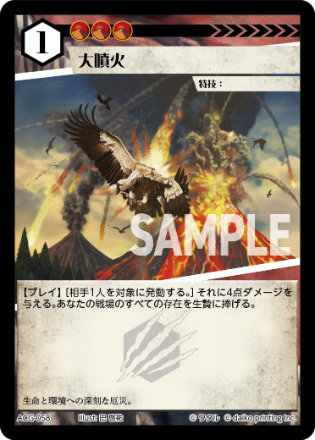 1
大噴火
特技：
SAMPLE
【プレイ】［相手1人を対象に発動する。］それに4点ダメージ
を与える。あなたの戦場のすべての存在を生贄に捧げる。
生命と環境への深刻な厄災。
AAG-058 Illust: 巴 啓祐 © ワタル © daiko printing inc.